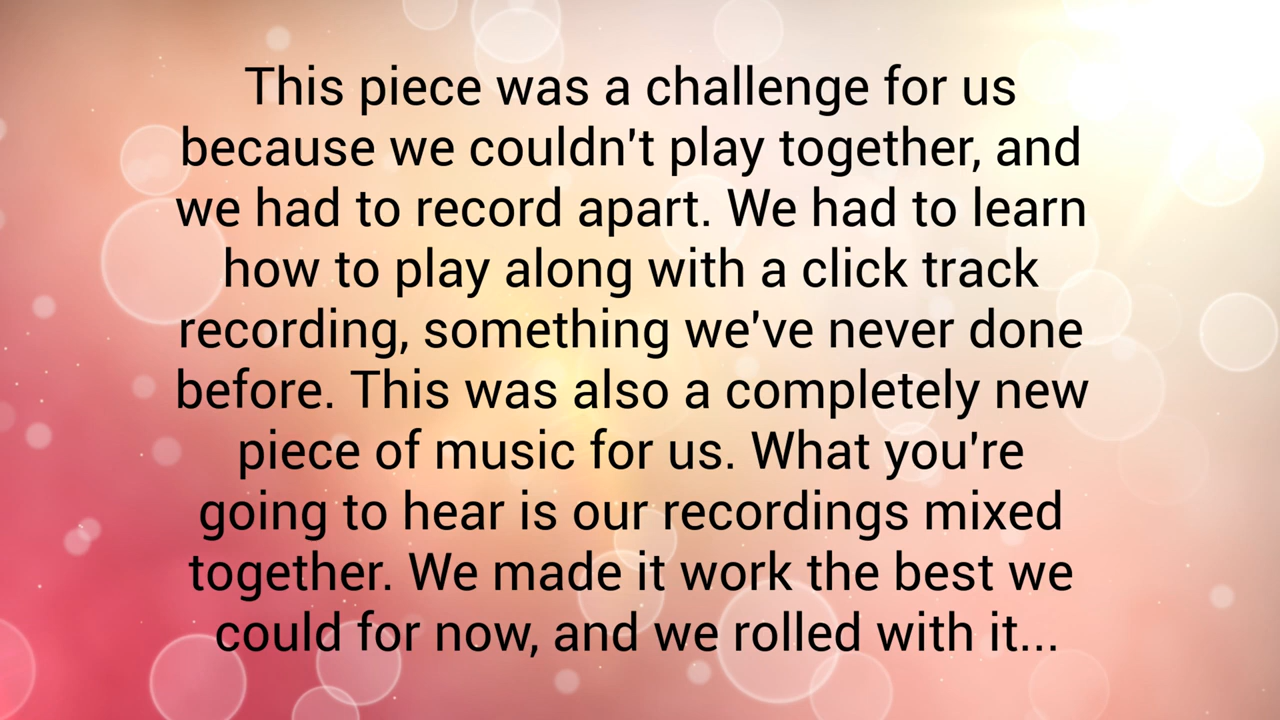 This piece was a challenge for us
because we couldn't play together, and
we had to record apart. We had to learn
how to play along with a click track
recording, something we've never done
before. This was also a completely new
piece of music for us. What you're
going to hear is our recordings mixed
together. We made it work the best we
could for now, and we rolled with it...